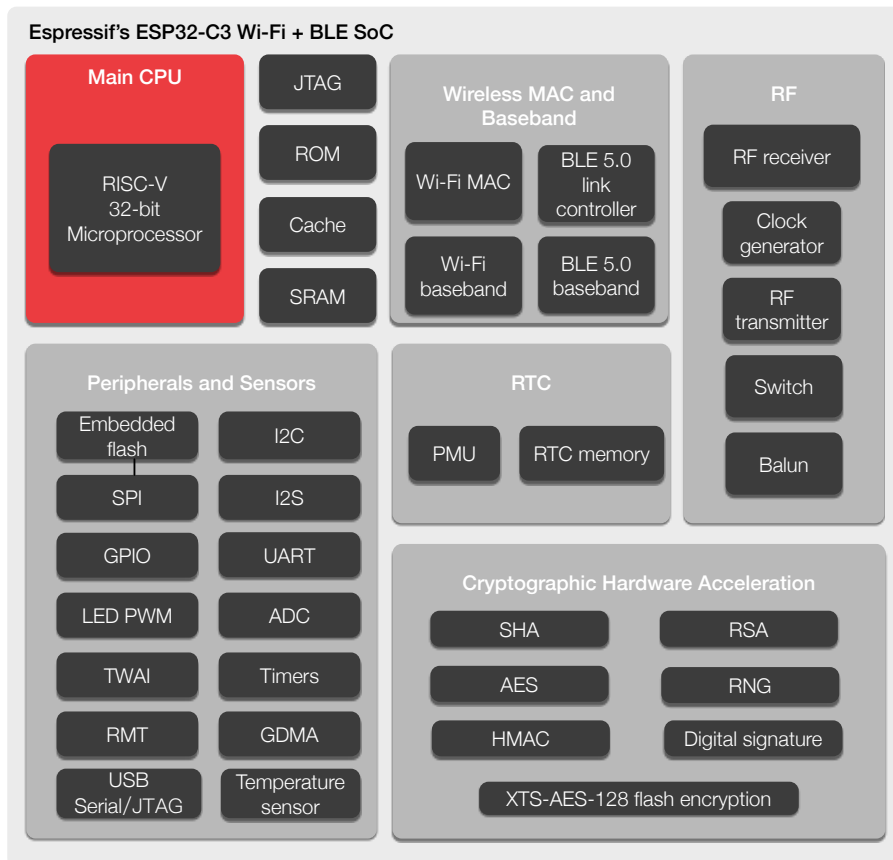 Espressif's ESP32-C3 Wi-Fi + BLE SoC
Main CPU
RISC-V
32-bit
Microprocessor
JTAG
ROM
Cache
SRAM
Wireless MAC and
Baseband
Wi-Fi MAC
BLE 5.0
link
controller
Wi-Fi
baseband
BLE 5.0
baseband
RF
RF receiver
Clock
generator
RF
transmitter
Switch
Balun
Peripherals and Sensors
Embedded
flash
I2C
SPI
I2S
GPIO
UART
LED PWM
ADC
TWAI
Timers
RMT
GDMA
USB
Serial/JTAG
Temperature
sensor
RTC
PMU
RTC memory
Cryptographic Hardware Acceleration
SHA
RSA
AES
RNG
HMAC
Digital signature
XTS-AES-128 flash encryption